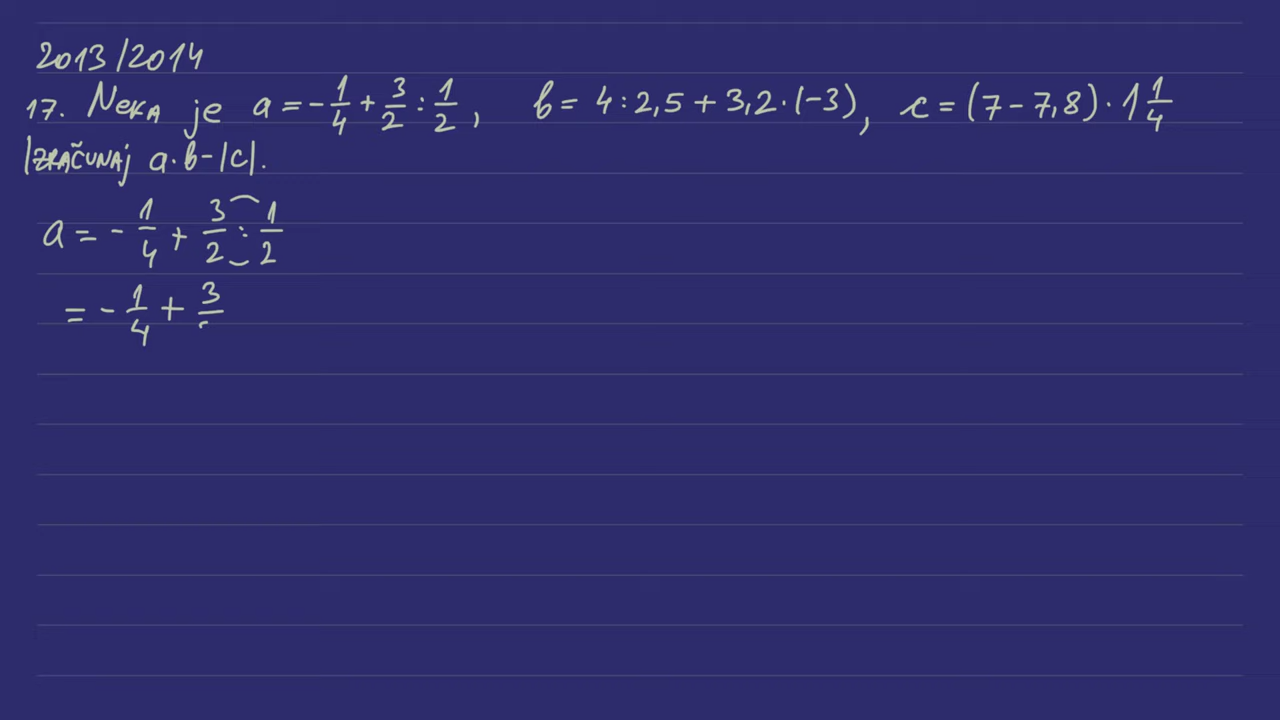 2013/2014
17. Neka je a = -1/4 + 3/2 : 1/2, b = 4 : 2,5 + 3,2 · (-3), c = (7 - 7,8) · 1 1/4
Izračunaj a · b - |c|.
a = - 1/4 + 3/2 : 1/2
= - 1/4 + 3/